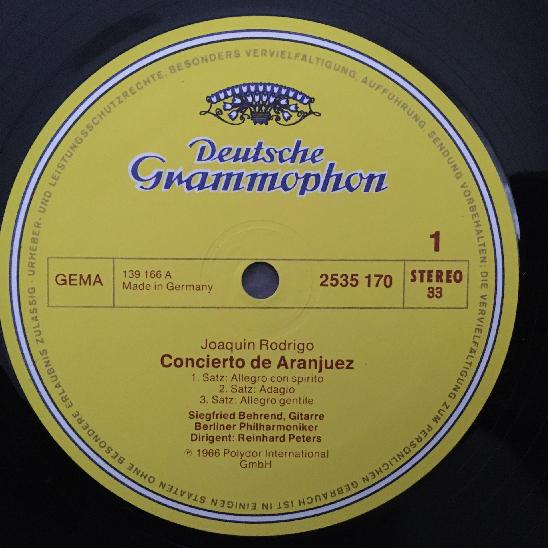 URHEBER- UND LEISTUNGSSCHUTZRECHTE, BESONDERS VERVIELFÄLTIGUNG, AUFFÜHRUNG, SENDUNG VORBEHALTEN; DIE VERVIELFÄLTIGUNG ZUM PERSÖNLICHEN GEBRAUCH IST IN EINIGEN STAATEN OHNE BESONDERE ERLAUBNIS ZULÄSSIG ·
Deutsche
Grammophon
1
GEMA
139 166 A
Made in Germany
2535 170
STEREO
33
Joaquin Rodrigo
Concierto de Aranjuez
1. Satz: Allegro con spirito
2. Satz: Adagio
3. Satz: Allegro gentile
Siegfried Behrend, Gitarre
Berliner Philharmoniker
Dirigent: Reinhard Peters
℗ 1966 Polydor International
GmbH